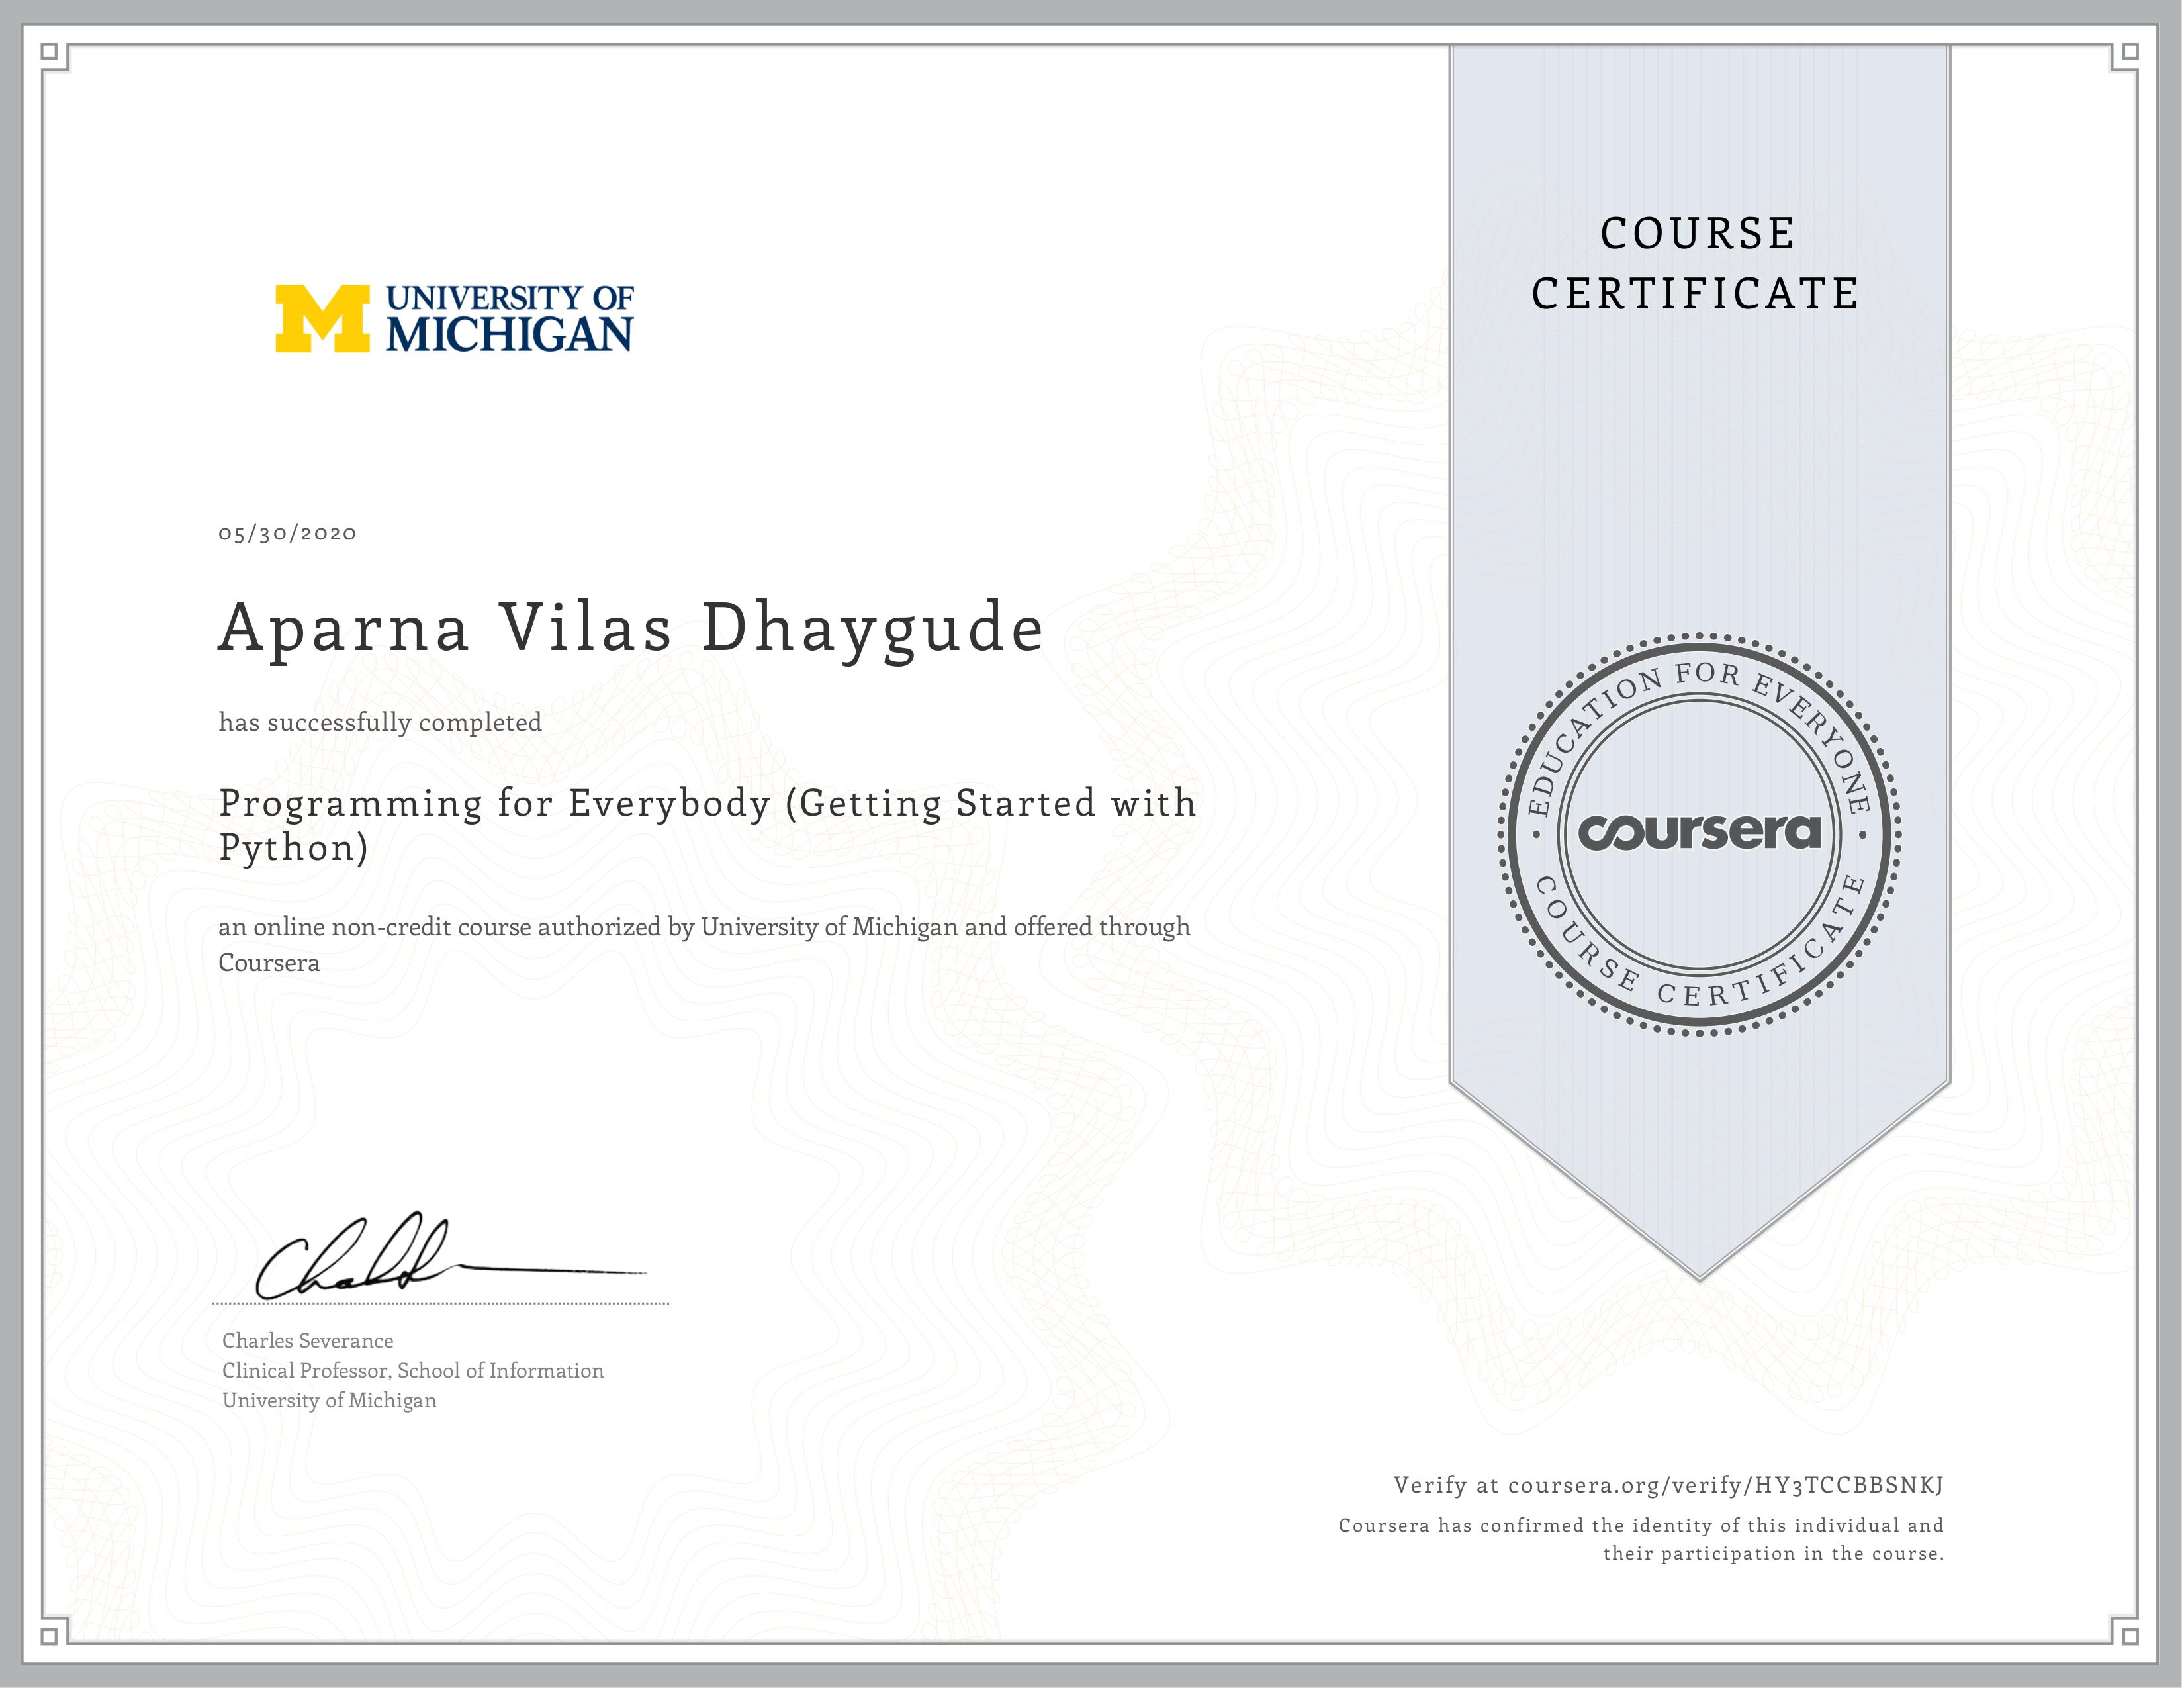 UNIVERSITY OF
MICHIGAN
COURSE
CERTIFICATE
05/30/2020
Aparna Vilas Dhaygude
has successfully completed
Programming for Everybody (Getting Started with
Python)
an online non-credit course authorized by University of Michigan and offered through
Coursera
EDUCATION FOR EVERYONE
coursera
COURSE CERTIFICATE
Charles Severance
Clinical Professor, School of Information
University of Michigan
Verify at coursera.org/verify/HY3TCCBBSNKJ
Coursera has confirmed the identity of this individual and
their participation in the course.